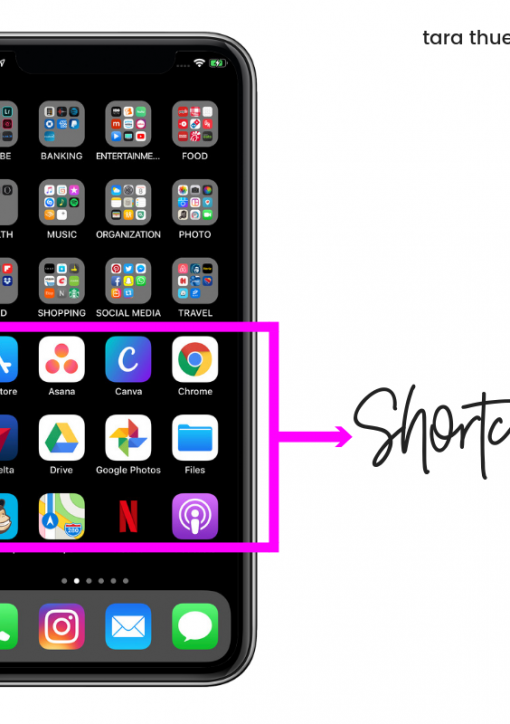 tara thue
BE BANKING ENTERTAINME... FOOD
TH MUSIC ORGANIZATION PHOTO
D SHOPPING SOCIAL MEDIA TRAVEL
tore Asana Canva Chrome
elta Drive Google Photos Files
Shortc